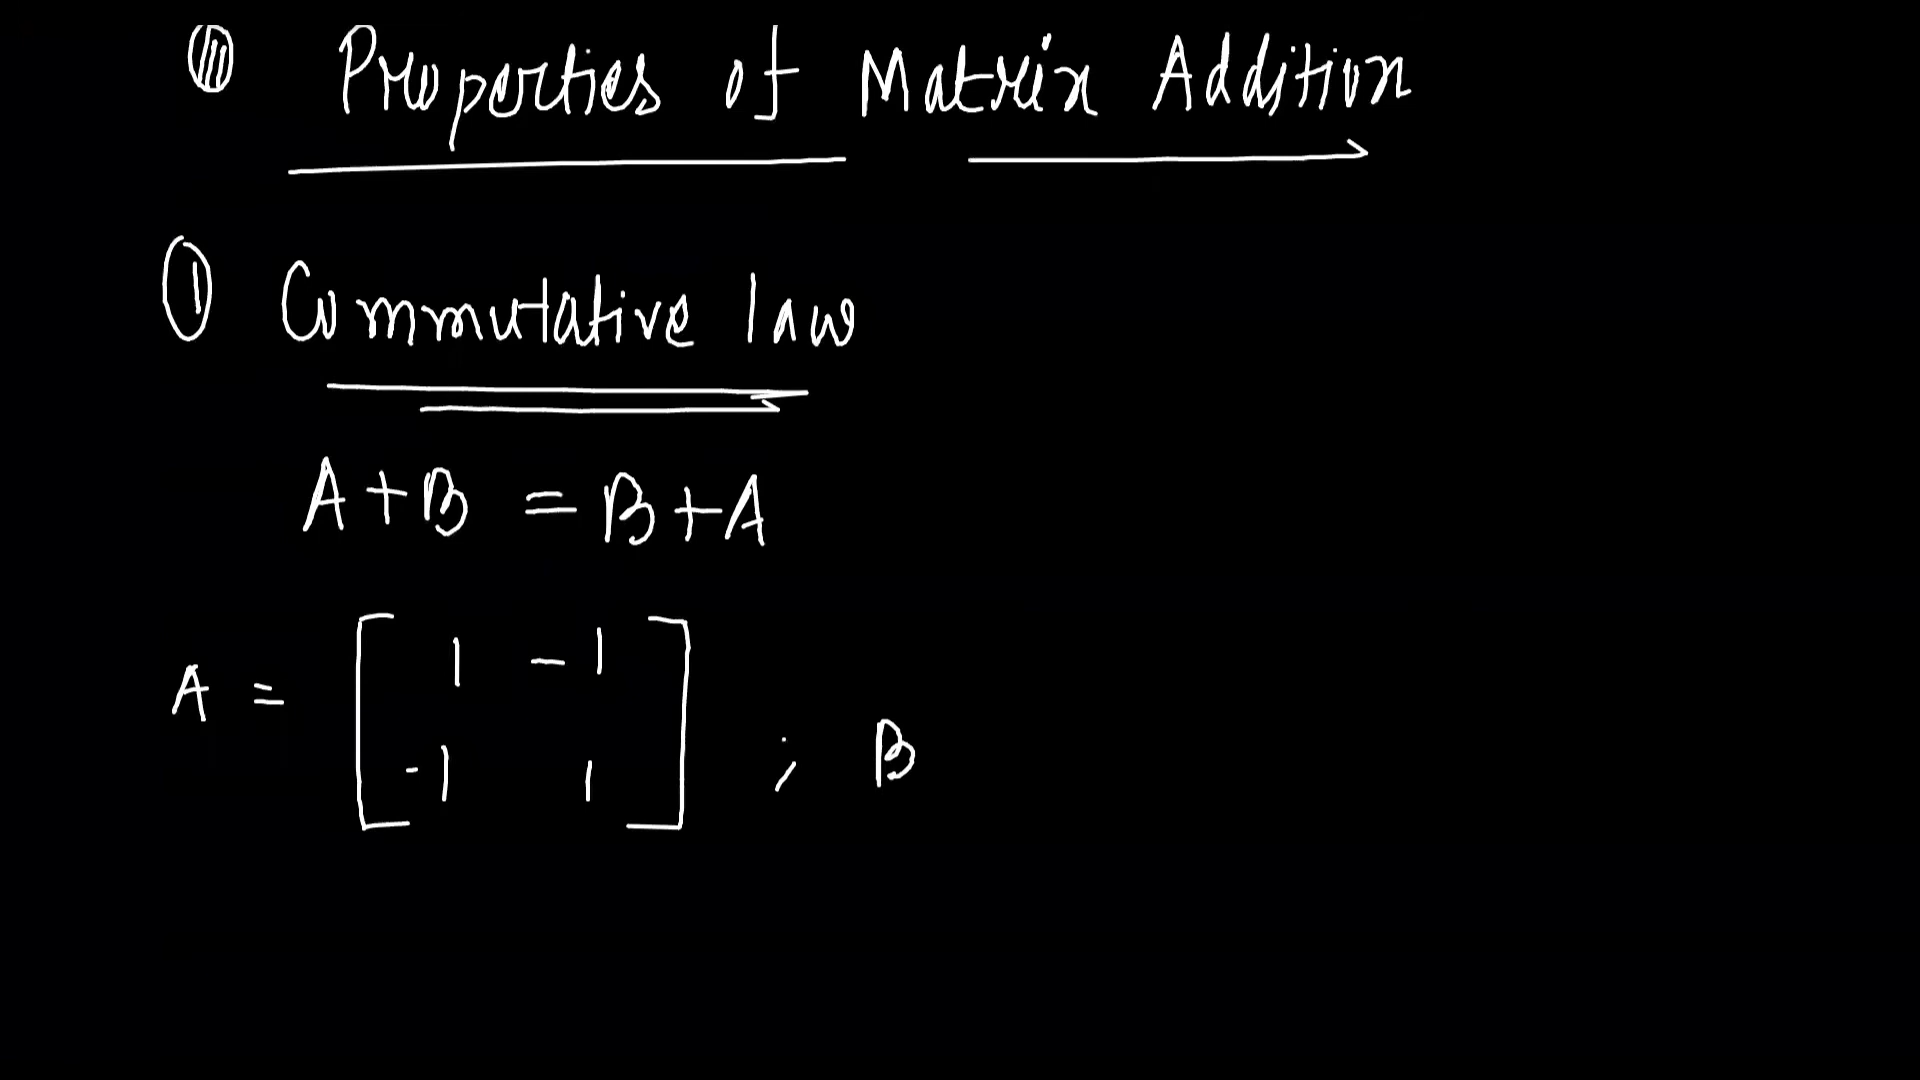 (iii) Properties of Matrix Addition
① Commutative law
A+B = B+A
A = [ 1 -1
-1 1 ] ; B